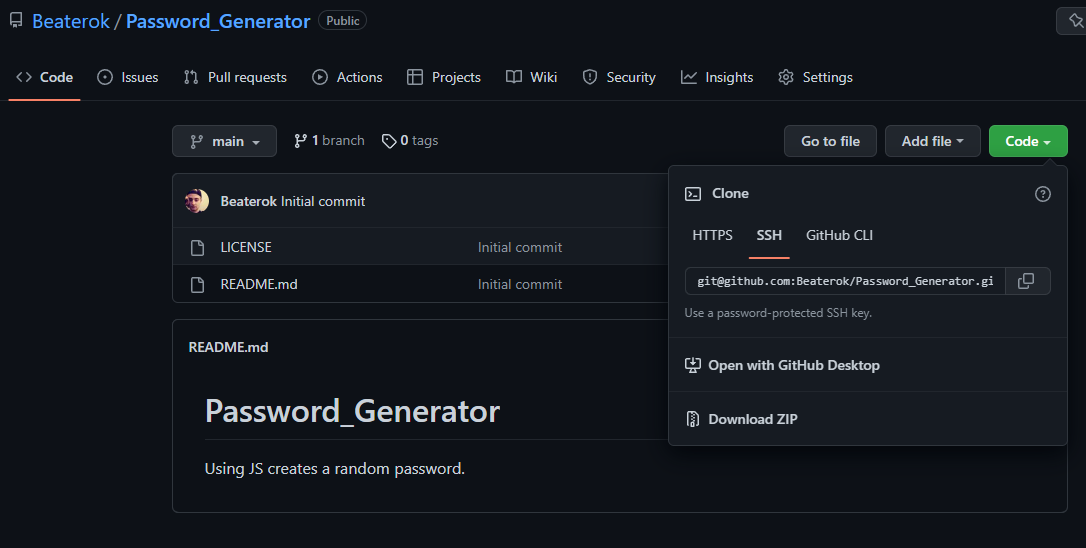 Beaterok / Password_Generator Public
Code Issues Pull requests Actions Projects Wiki Security Insights Settings
main 1 branch 0 tags Go to file Add file Code
Beaterok Initial commit
LICENSE Initial commit
README.md Initial commit
Clone
HTTPS SSH GitHub CLI
git@github.com:Beaterok/Password_Generator.gi
Use a password-protected SSH key.
Open with GitHub Desktop
Download ZIP
README.md
Password_Generator
Using JS creates a random password.